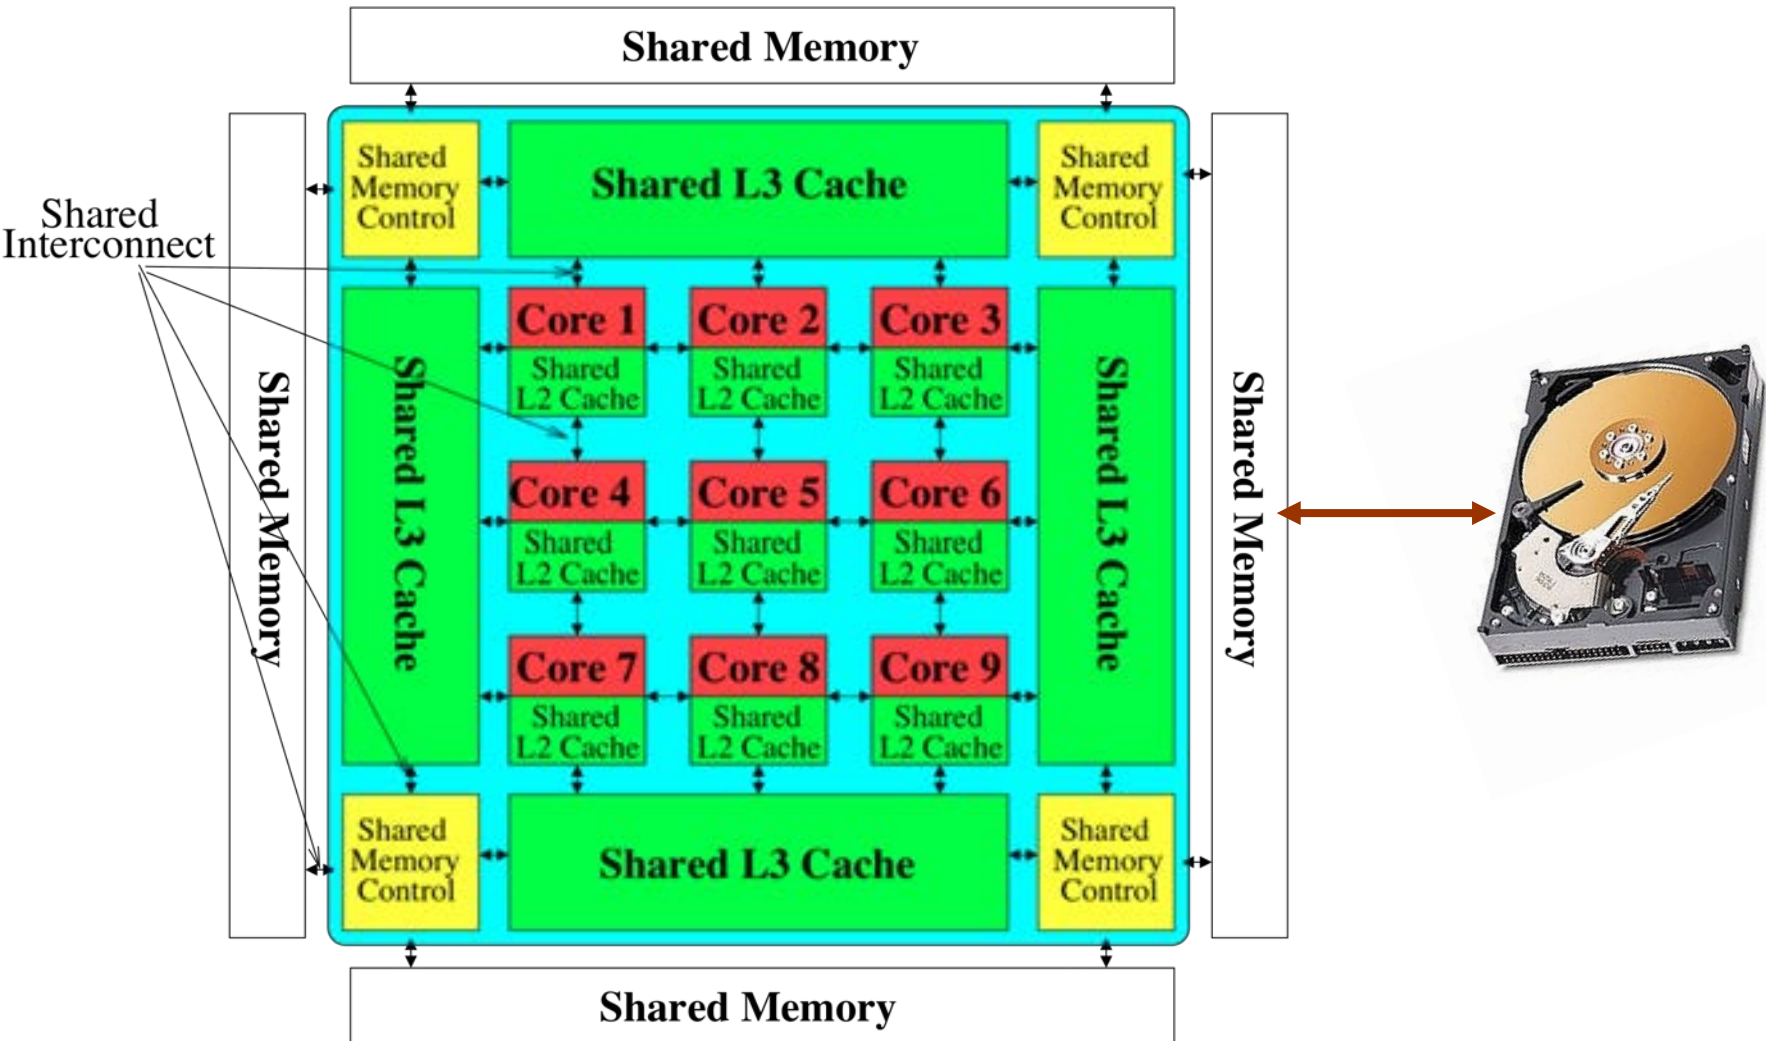 Shared Memory
Shared
Memory
Control
Shared L3 Cache
Shared
Memory
Control
Shared
Interconnect
Shared Memory
Shared L3 Cache
Core 1
Shared
L2 Cache
Core 2
Shared
L2 Cache
Core 3
Shared
L2 Cache
Core 4
Shared
L2 Cache
Core 5
Shared
L2 Cache
Core 6
Shared
L2 Cache
Core 7
Shared
L2 Cache
Core 8
Shared
L2 Cache
Core 9
Shared
L2 Cache
Shared L3 Cache
Shared Memory
Shared
Memory
Control
Shared L3 Cache
Shared
Memory
Control
Shared Memory